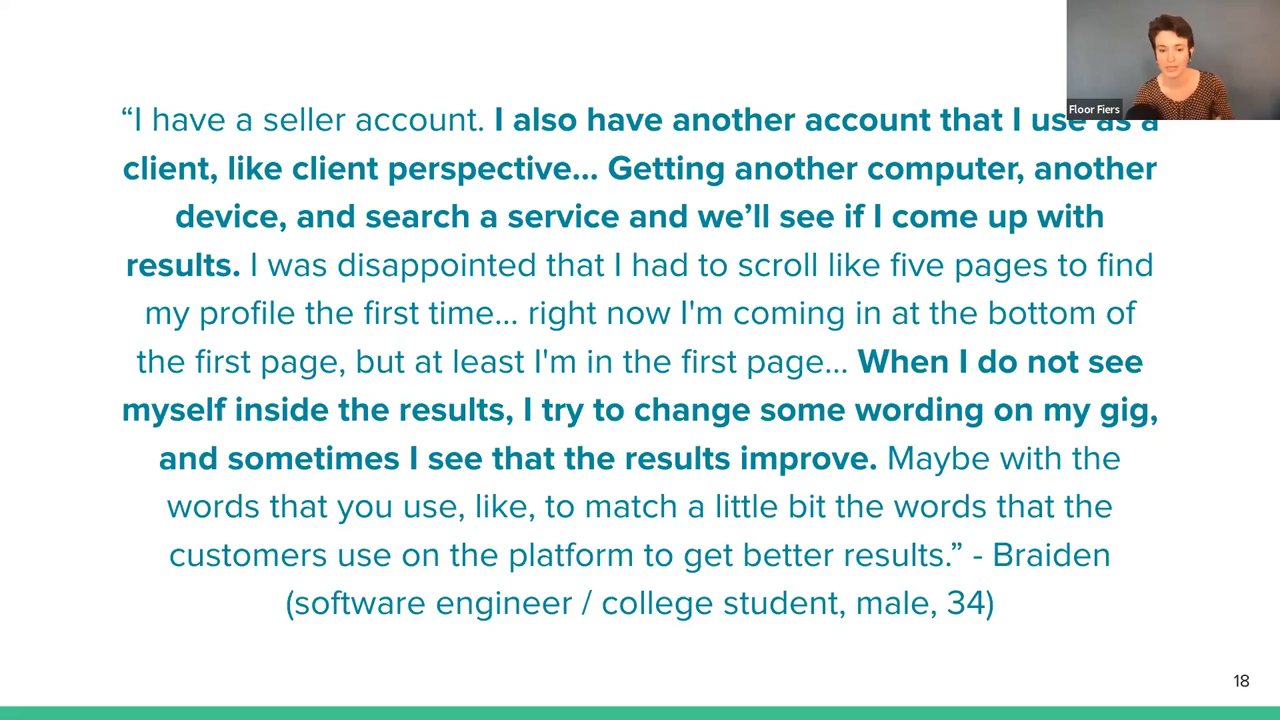 Floor Fiers
“I have a seller account. I also have another account that I use as a
client, like client perspective... Getting another computer, another
device, and search a service and we’ll see if I come up with
results. I was disappointed that I had to scroll like five pages to find
my profile the first time... right now I'm coming in at the bottom of
the first page, but at least I'm in the first page... When I do not see
myself inside the results, I try to change some wording on my gig,
and sometimes I see that the results improve. Maybe with the
words that you use, like, to match a little bit the words that the
customers use on the platform to get better results.” - Braiden
(software engineer / college student, male, 34)
18